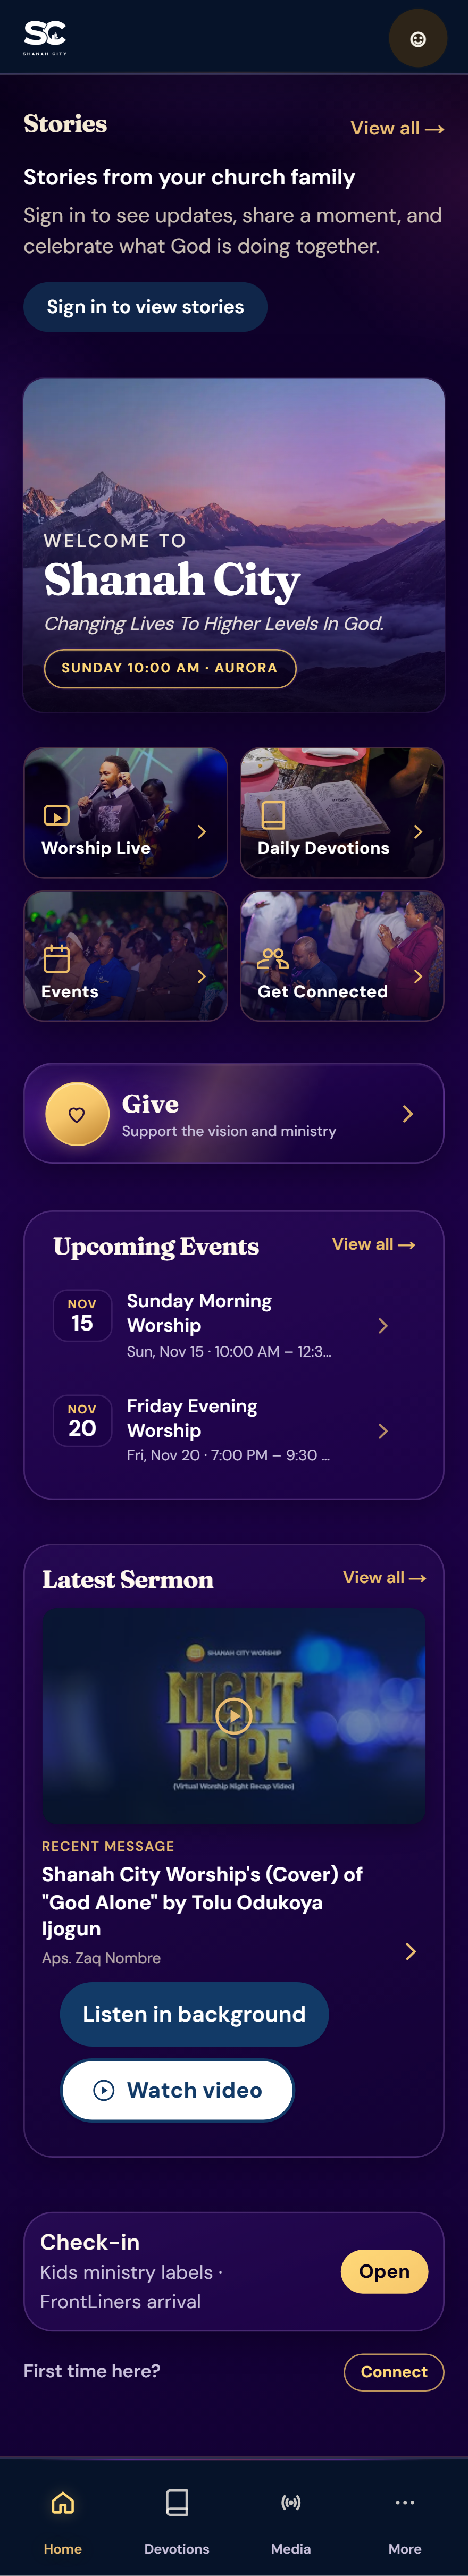 SC
SHANAH CITY
Stories
View all →
Stories from your church family
Sign in to see updates, share a moment, and
celebrate what God is doing together.
Sign in to view stories
WELCOME TO
Shanah City
Changing Lives To Higher Levels In God.
SUNDAY 10:00 AM · AURORA
Worship Live
Daily Devotions
Events
Get Connected
Give
Support the vision and ministry
Upcoming Events
View all →
NOV
15
Sunday Morning
Worship
Sun, Nov 15 · 10:00 AM – 12:3...
NOV
20
Friday Evening
Worship
Fri, Nov 20 · 7:00 PM – 9:30 ...
Latest Sermon
View all →
SHANAH CITY WORSHIP
NIGHT
HOPE
(Virtual Worship Night Recap Video)
RECENT MESSAGE
Shanah City Worship's (Cover) of
"God Alone" by Tolu Odukoya
Ijogun
Aps. Zaq Nombre
Listen in background
Watch video
Check-in
Kids ministry labels ·
FrontLiners arrival
Open
First time here?
Connect
Home
Devotions
Media
More